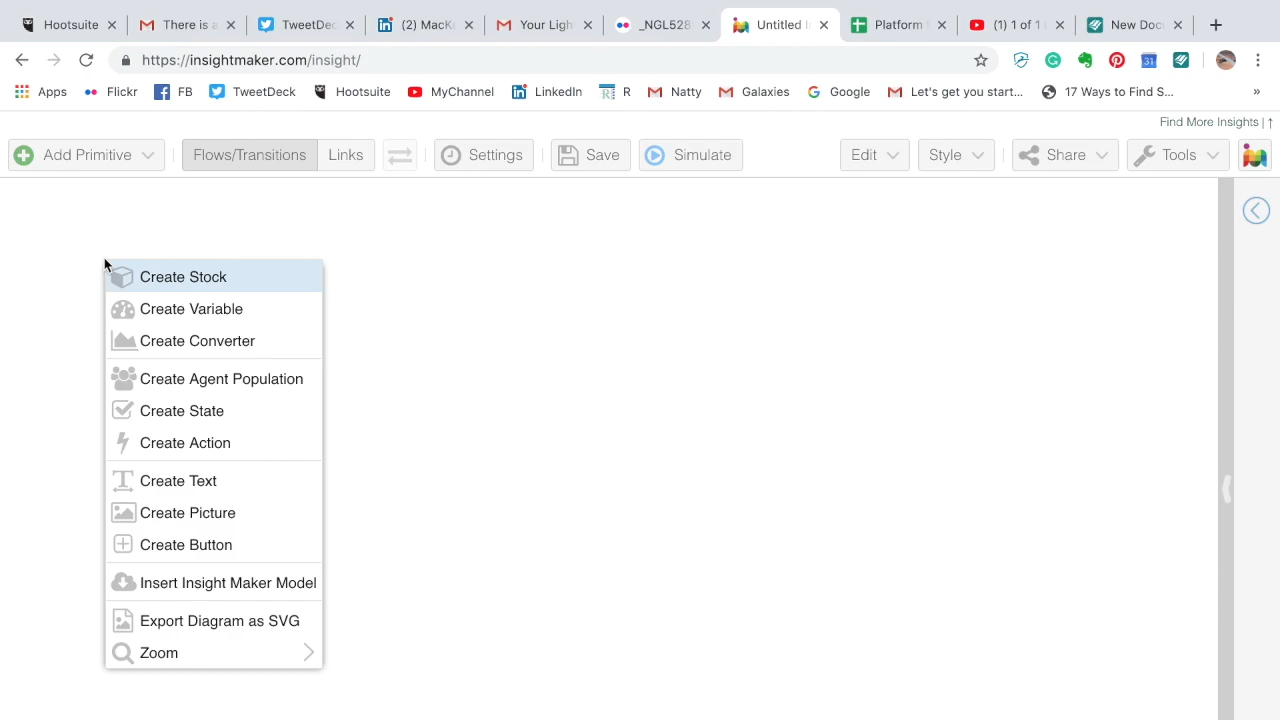 Hootsuite
There is a
TweetDec
(2) MacKe
Your Ligh
_NGL528
Untitled I
Platform
(1) 1 of 1
New Docu
https://insightmaker.com/insight/
31
Apps
Flickr
FB
TweetDeck
Hootsuite
MyChannel
LinkedIn
R
Natty
Galaxies
Google
Let's get you start...
17 Ways to Find S...
»
Find More Insights | ↑
Add Primitive
Flows/Transitions
Links
Settings
Save
Simulate
Edit
Style
Share
Tools
Create Stock
Create Variable
Create Converter
Create Agent Population
Create State
Create Action
Create Text
Create Picture
Create Button
Insert Insight Maker Model
Export Diagram as SVG
Zoom